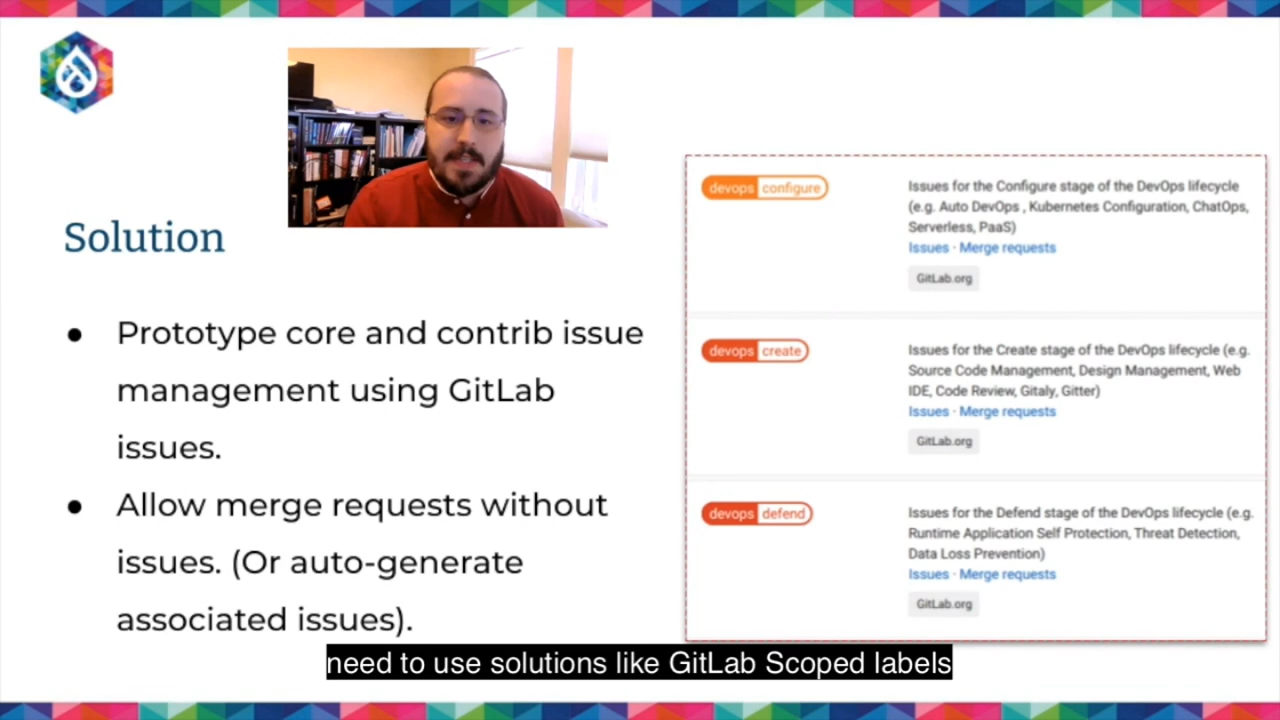 Solution
● Prototype core and contrib issue
management using GitLab
issues.
● Allow merge requests without
issues. (Or auto-generate
associated issues).
devops configure
Issues for the Configure stage of the DevOps lifecycle
(e.g. Auto DevOps , Kubernetes Configuration, ChatOps,
Serverless, PaaS)
Issues · Merge requests
GitLab.org
devops create
Issues for the Create stage of the DevOps lifecycle (e.g.
Source Code Management, Design Management, Web
IDE, Code Review, Gitaly, Gitter)
Issues · Merge requests
GitLab.org
devops defend
Issues for the Defend stage of the DevOps lifecycle (e.g.
Runtime Application Self Protection, Threat Detection,
Data Loss Prevention)
Issues · Merge requests
GitLab.org
need to use solutions like GitLab Scoped labels